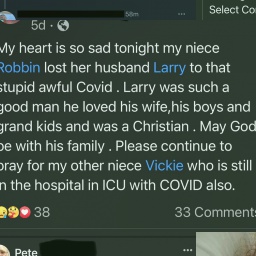 58m
Select Co
5d
My heart is so sad tonight my niece
Robbin lost her husband Larry to that
stupid awful Covid . Larry was such a
good man he loved his wife,his boys and
grand kids and was a Christian . May God
be with his family . Please continue to
pray for my other niece Vickie who is still
in the hospital in ICU with COVID also.
38
33 Comments
Pete